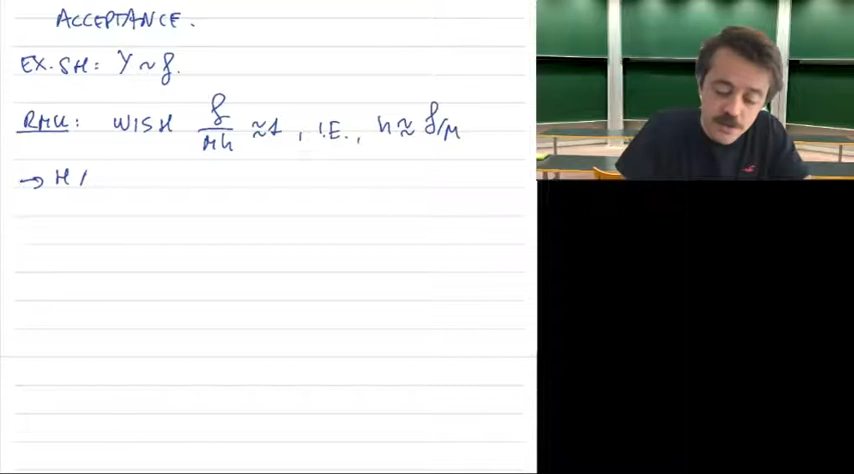 ACCEPTANCE.
EX. SH: Y ~ f.
RMK: WISH f/Mh ≈ 1, I.E., h ≈ f/M
→ H